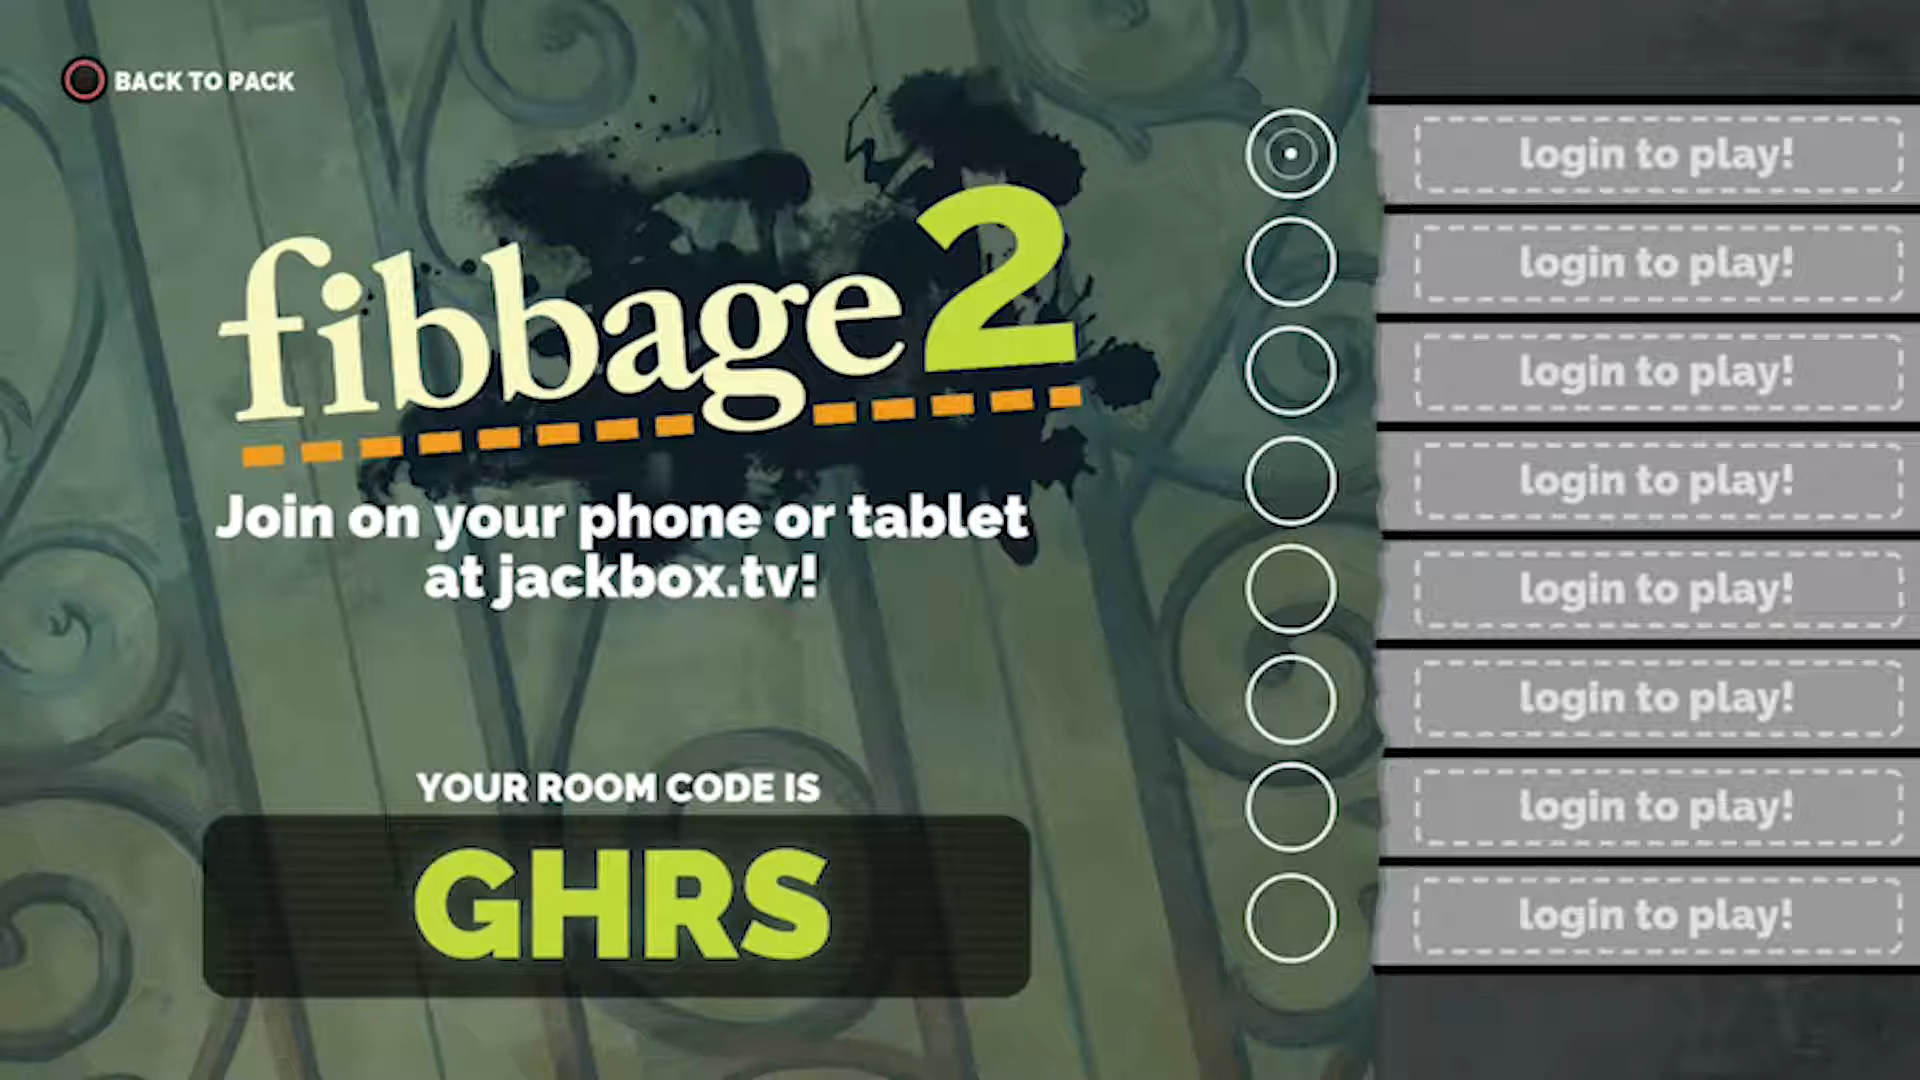 BACK TO PACK
fibbage 2
Join on your phone or tablet
at jackbox.tv!
YOUR ROOM CODE IS
GHRS
login to play!
login to play!
login to play!
login to play!
login to play!
login to play!
login to play!
login to play!